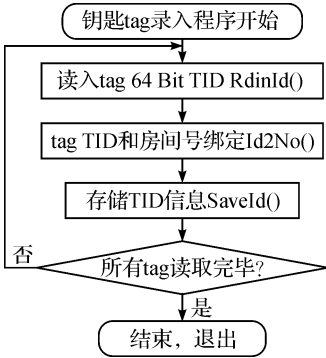 钥匙tag录入程序开始
读入tag 64 Bit TID RdinId()
tag TID和房间号绑定Id2No()
存储TID信息SaveId()
否
所有tag读取完毕?
是
结束，退出